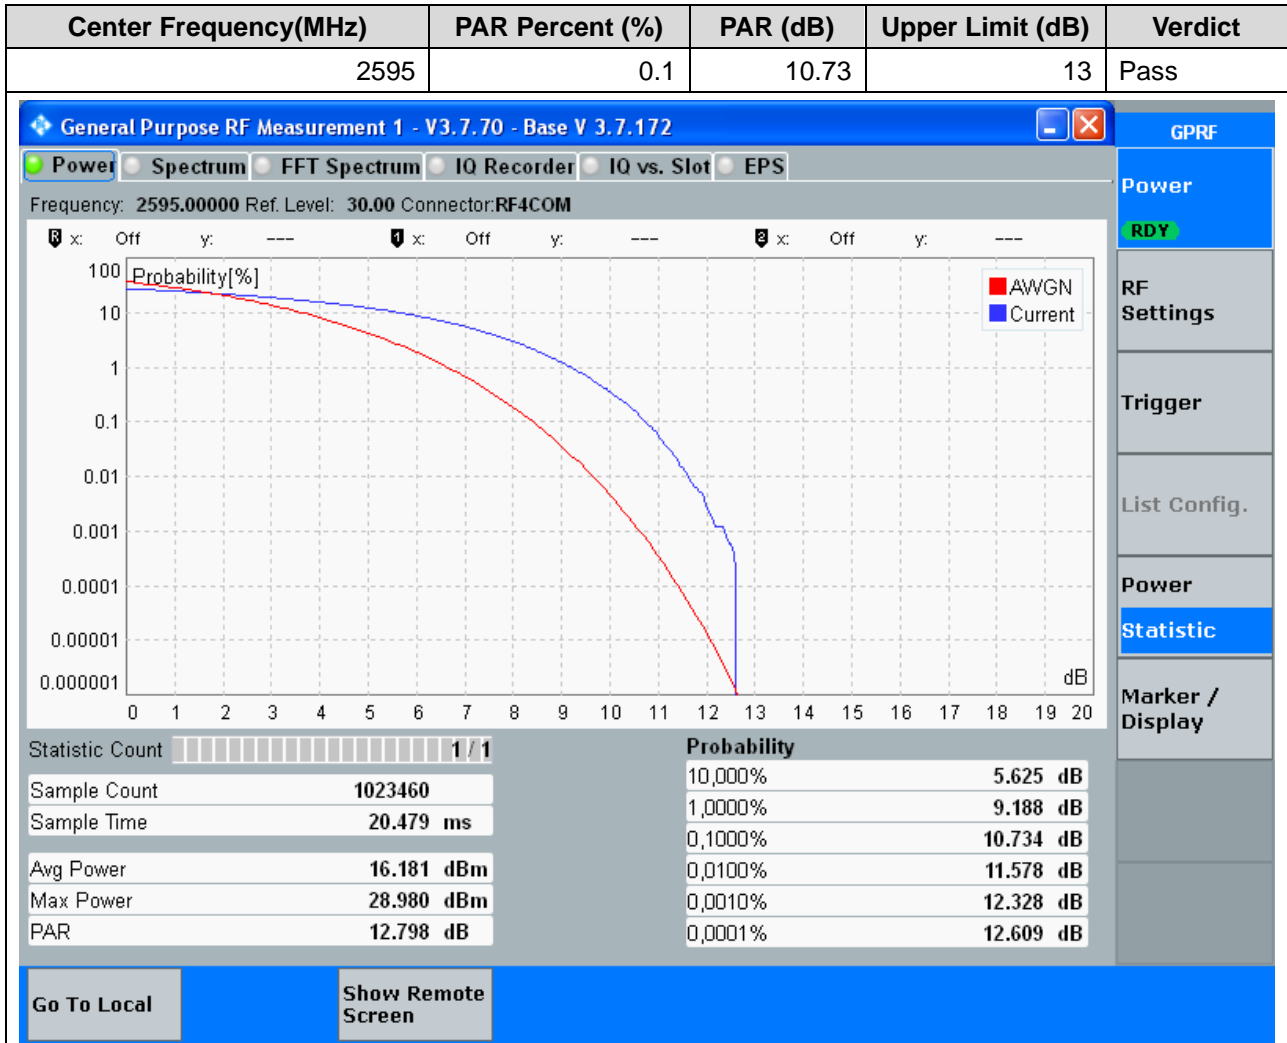 Center Frequency(MHz) PAR Percent (%) PAR (dB) Upper Limit (dB) Verdict
2595 0.1 10.73 13 Pass
General Purpose RF Measurement 1 - V3.7.70 - Base V 3.7.172
GPRF
Power Spectrum FFT Spectrum IQ Recorder IQ vs. Slot EPS
Frequency: 2595.00000 Ref. Level: 30.00 Connector:RF4COM
R x: Off y: --- 1 x: Off y: --- 2 x: Off y: ---
Probability[%]
AWGN
Current
100
10
1
0.1
0.01
0.001
0.0001
0.00001
0.000001
dB
0 1 2 3 4 5 6 7 8 9 10 11 12 13 14 15 16 17 18 19 20
Statistic Count 1 / 1
Sample Count 1023460
Sample Time 20.479 ms
Avg Power 16.181 dBm
Max Power 28.980 dBm
PAR 12.798 dB
Probability
10,000% 5.625 dB
1,0000% 9.188 dB
0,1000% 10.734 dB
0,0100% 11.578 dB
0,0010% 12.328 dB
0,0001% 12.609 dB
Power
RDY
RF
Settings
Trigger
List Config.
Power
Statistic
Marker /
Display
Go To Local
Show Remote
Screen